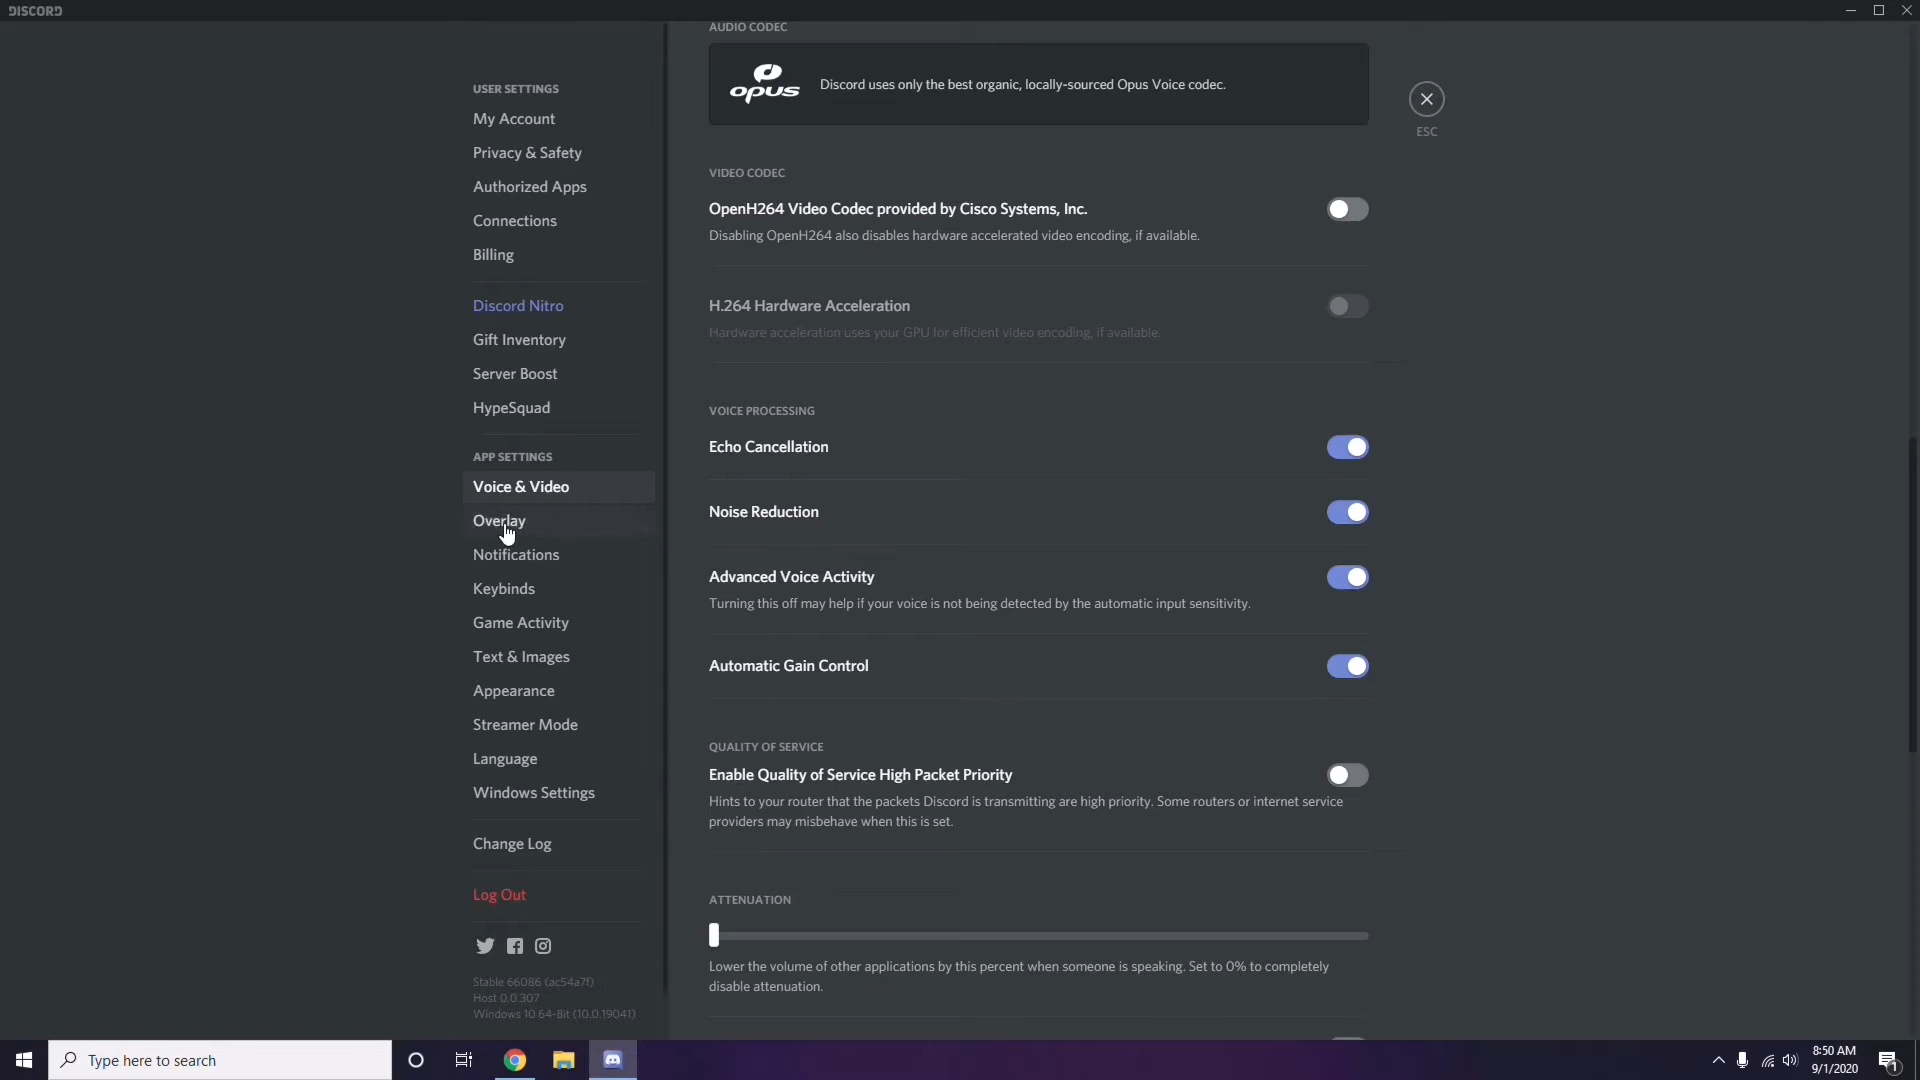 DISCORD
USER SETTINGS
My Account
Privacy & Safety
Authorized Apps
Connections
Billing
Discord Nitro
Gift Inventory
Server Boost
HypeSquad
APP SETTINGS
Voice & Video
Overlay
Notifications
Keybinds
Game Activity
Text & Images
Appearance
Streamer Mode
Language
Windows Settings
Change Log
Log Out
Stable 66086 (ac54a7f)
Host 0.0.307
Windows 10 64-Bit (10.0.19041)
AUDIO CODEC
opus
Discord uses only the best organic, locally-sourced Opus Voice codec.
ESC
VIDEO CODEC
OpenH264 Video Codec provided by Cisco Systems, Inc.
Disabling OpenH264 also disables hardware accelerated video encoding, if available.
H.264 Hardware Acceleration
Hardware acceleration uses your GPU for efficient video encoding, if available.
VOICE PROCESSING
Echo Cancellation
Noise Reduction
Advanced Voice Activity
Turning this off may help if your voice is not being detected by the automatic input sensitivity.
Automatic Gain Control
QUALITY OF SERVICE
Enable Quality of Service High Packet Priority
Hints to your router that the packets Discord is transmitting are high priority. Some routers or internet service
providers may misbehave when this is set.
ATTENUATION
Lower the volume of other applications by this percent when someone is speaking. Set to 0% to completely
disable attenuation.
Type here to search
8:50 AM
9/1/2020
1